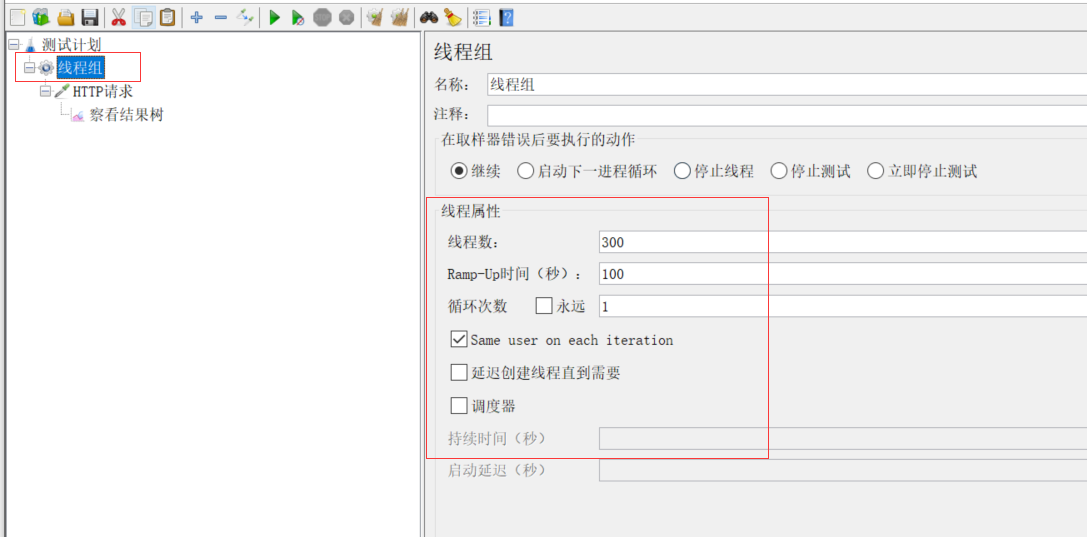 测试计划
线程组
HTTP请求
察看结果树
线程组
名称： 线程组
注释：
在取样器错误后要执行的动作
继续 启动下一进程循环 停止线程 停止测试 立即停止测试
线程属性
线程数： 300
Ramp-Up时间（秒）： 100
循环次数 永远 1
Same user on each iteration
延迟创建线程直到需要
调度器
持续时间（秒）
启动延迟（秒）